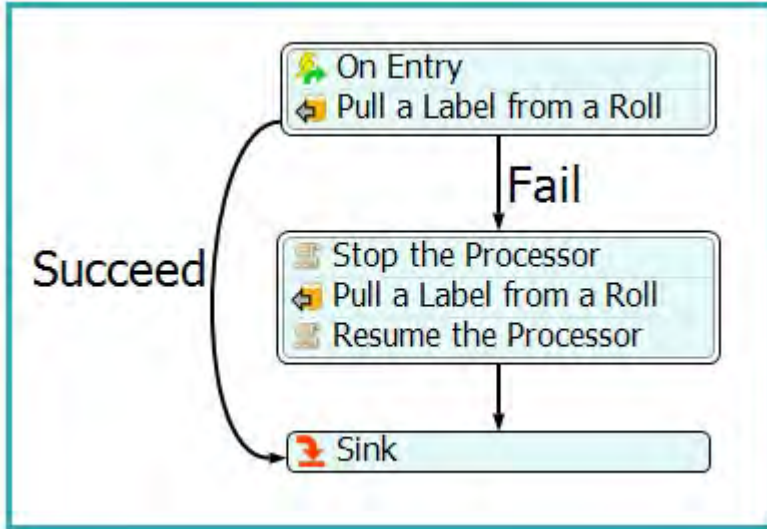 On Entry
Pull a Label from a Roll
Fail
Succeed
Stop the Processor
Pull a Label from a Roll
Resume the Processor
Sink